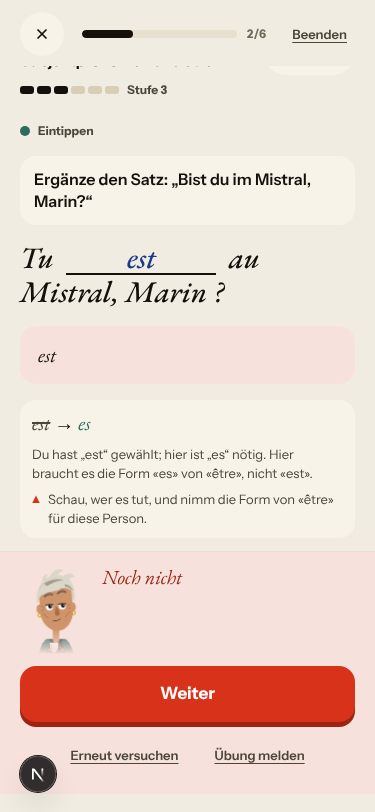 ✕ 2/6 Beenden
Stufe 3
Eintippen
Ergänze den Satz: „Bist du im Mistral,
Marin?“
Tu est au
Mistral, Marin ?
est
est → es
Du hast „est“ gewählt; hier ist „es“ nötig. Hier
braucht es die Form «es» von «être», nicht «est».
▲ Schau, wer es tut, und nimm die Form von «être»
für diese Person.
Noch nicht
Weiter
Erneut versuchen Übung melden
N